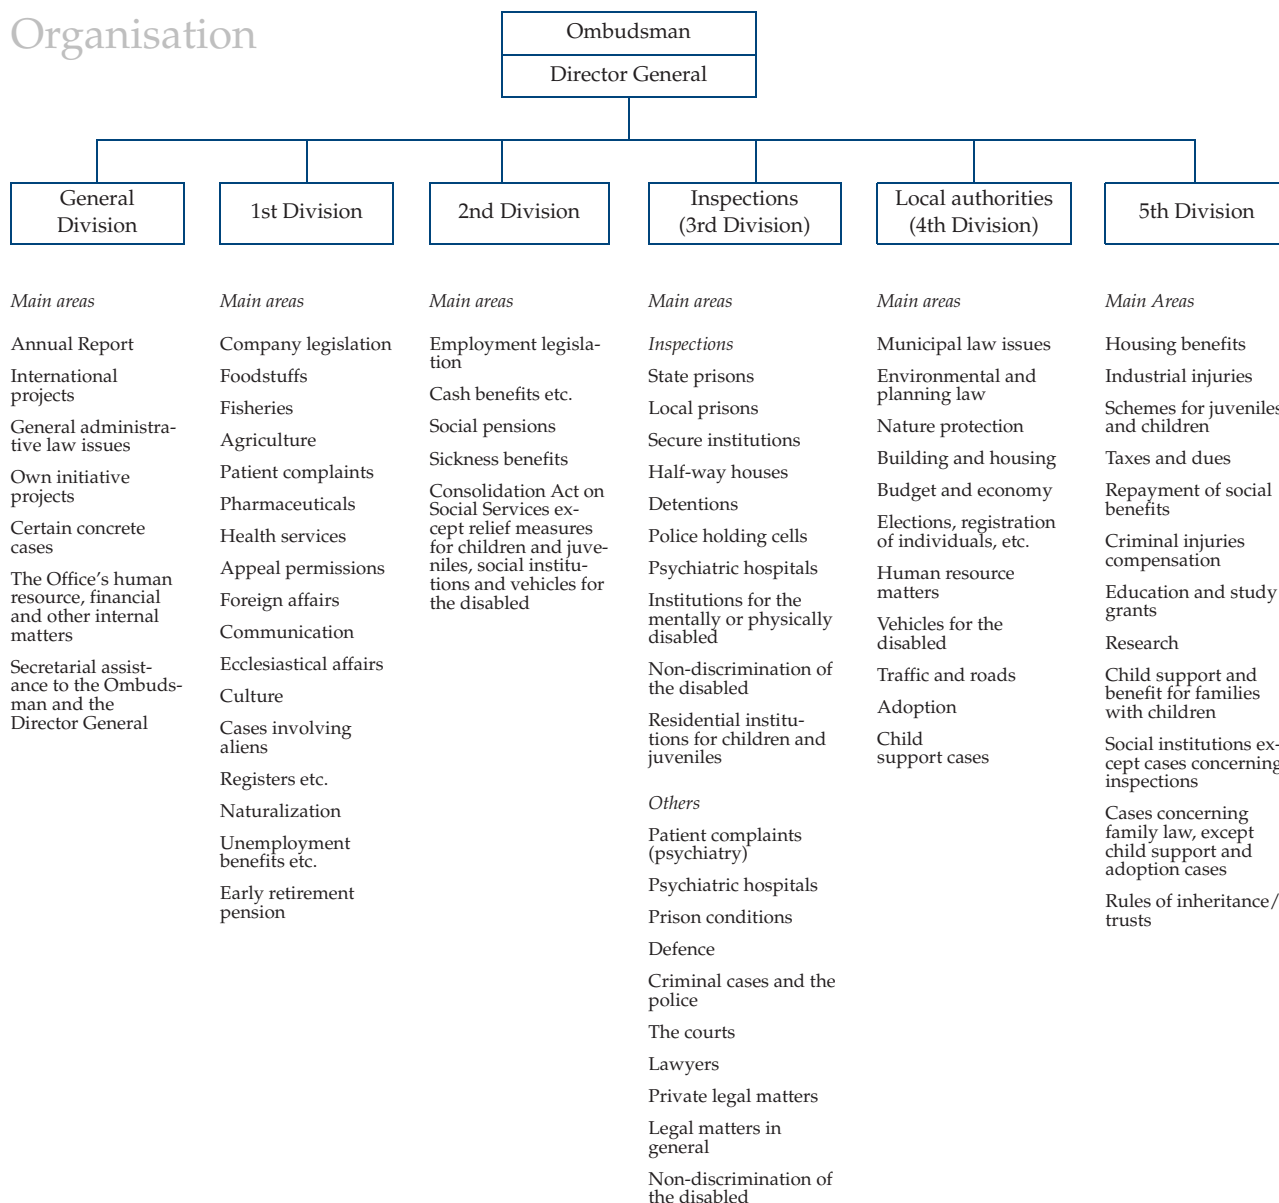 Organisation
Ombudsman
Director General
General
Division
1st Division
2nd Division
Inspections
(3rd Division)
Local authorities
(4th Division)
5th Division
Main areas
Annual Report
International
projects
General administra-
tive law issues
Own initiative
projects
Certain concrete
cases
The Office’s human
resource, financial
and other internal
matters
Secretarial assist-
ance to the Ombuds-
man and the
Director General
Main areas
Company legislation
Foodstuffs
Fisheries
Agriculture
Patient complaints
Pharmaceuticals
Health services
Appeal permissions
Foreign affairs
Communication
Ecclesiastical affairs
Culture
Cases involving
aliens
Registers etc.
Naturalization
Unemployment
benefits etc.
Early retirement
pension
Main areas
Employment legisla-
tion
Cash benefits etc.
Social pensions
Sickness benefits
Consolidation Act on
Social Services ex-
cept relief measures
for children and juve-
niles, social institu-
tions and vehicles for
the disabled
Main areas
Inspections
State prisons
Local prisons
Secure institutions
Half-way houses
Detentions
Police holding cells
Psychiatric hospitals
Institutions for the
mentally or physically
disabled
Non-discrimination of
the disabled
Residential institu-
tions for children and
juveniles
Others
Patient complaints
(psychiatry)
Psychiatric hospitals
Prison conditions
Defence
Criminal cases and the
police
The courts
Lawyers
Private legal matters
Legal matters in
general
Non-discrimination of
the disabled
Main areas
Municipal law issues
Environmental and
planning law
Nature protection
Building and housing
Budget and economy
Elections, registration
of individuals, etc.
Human resource
matters
Vehicles for the
disabled
Traffic and roads
Adoption
Child
support cases
Main Areas
Housing benefits
Industrial injuries
Schemes for juveniles
and children
Taxes and dues
Repayment of social
benefits
Criminal injuries
compensation
Education and study
grants
Research
Child support and
benefit for families
with children
Social institutions ex-
cept cases concerning
inspections
Cases concerning
family law, except
child support and
adoption cases
Rules of inheritance/
trusts